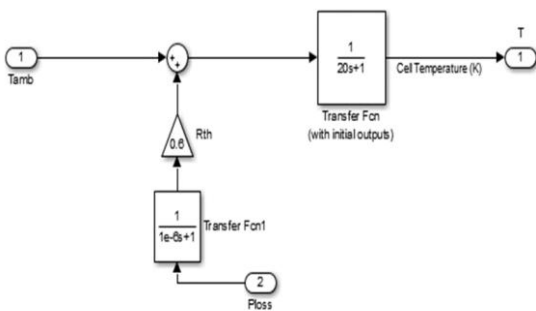 T
1
Tamb
+
+
1
20s+1
Cell Temperature (K)
1
Transfer Fcn
(with initial outputs)
0.6
Rth
1
1e-6s+1
Transfer Fcn1
2
Ploss